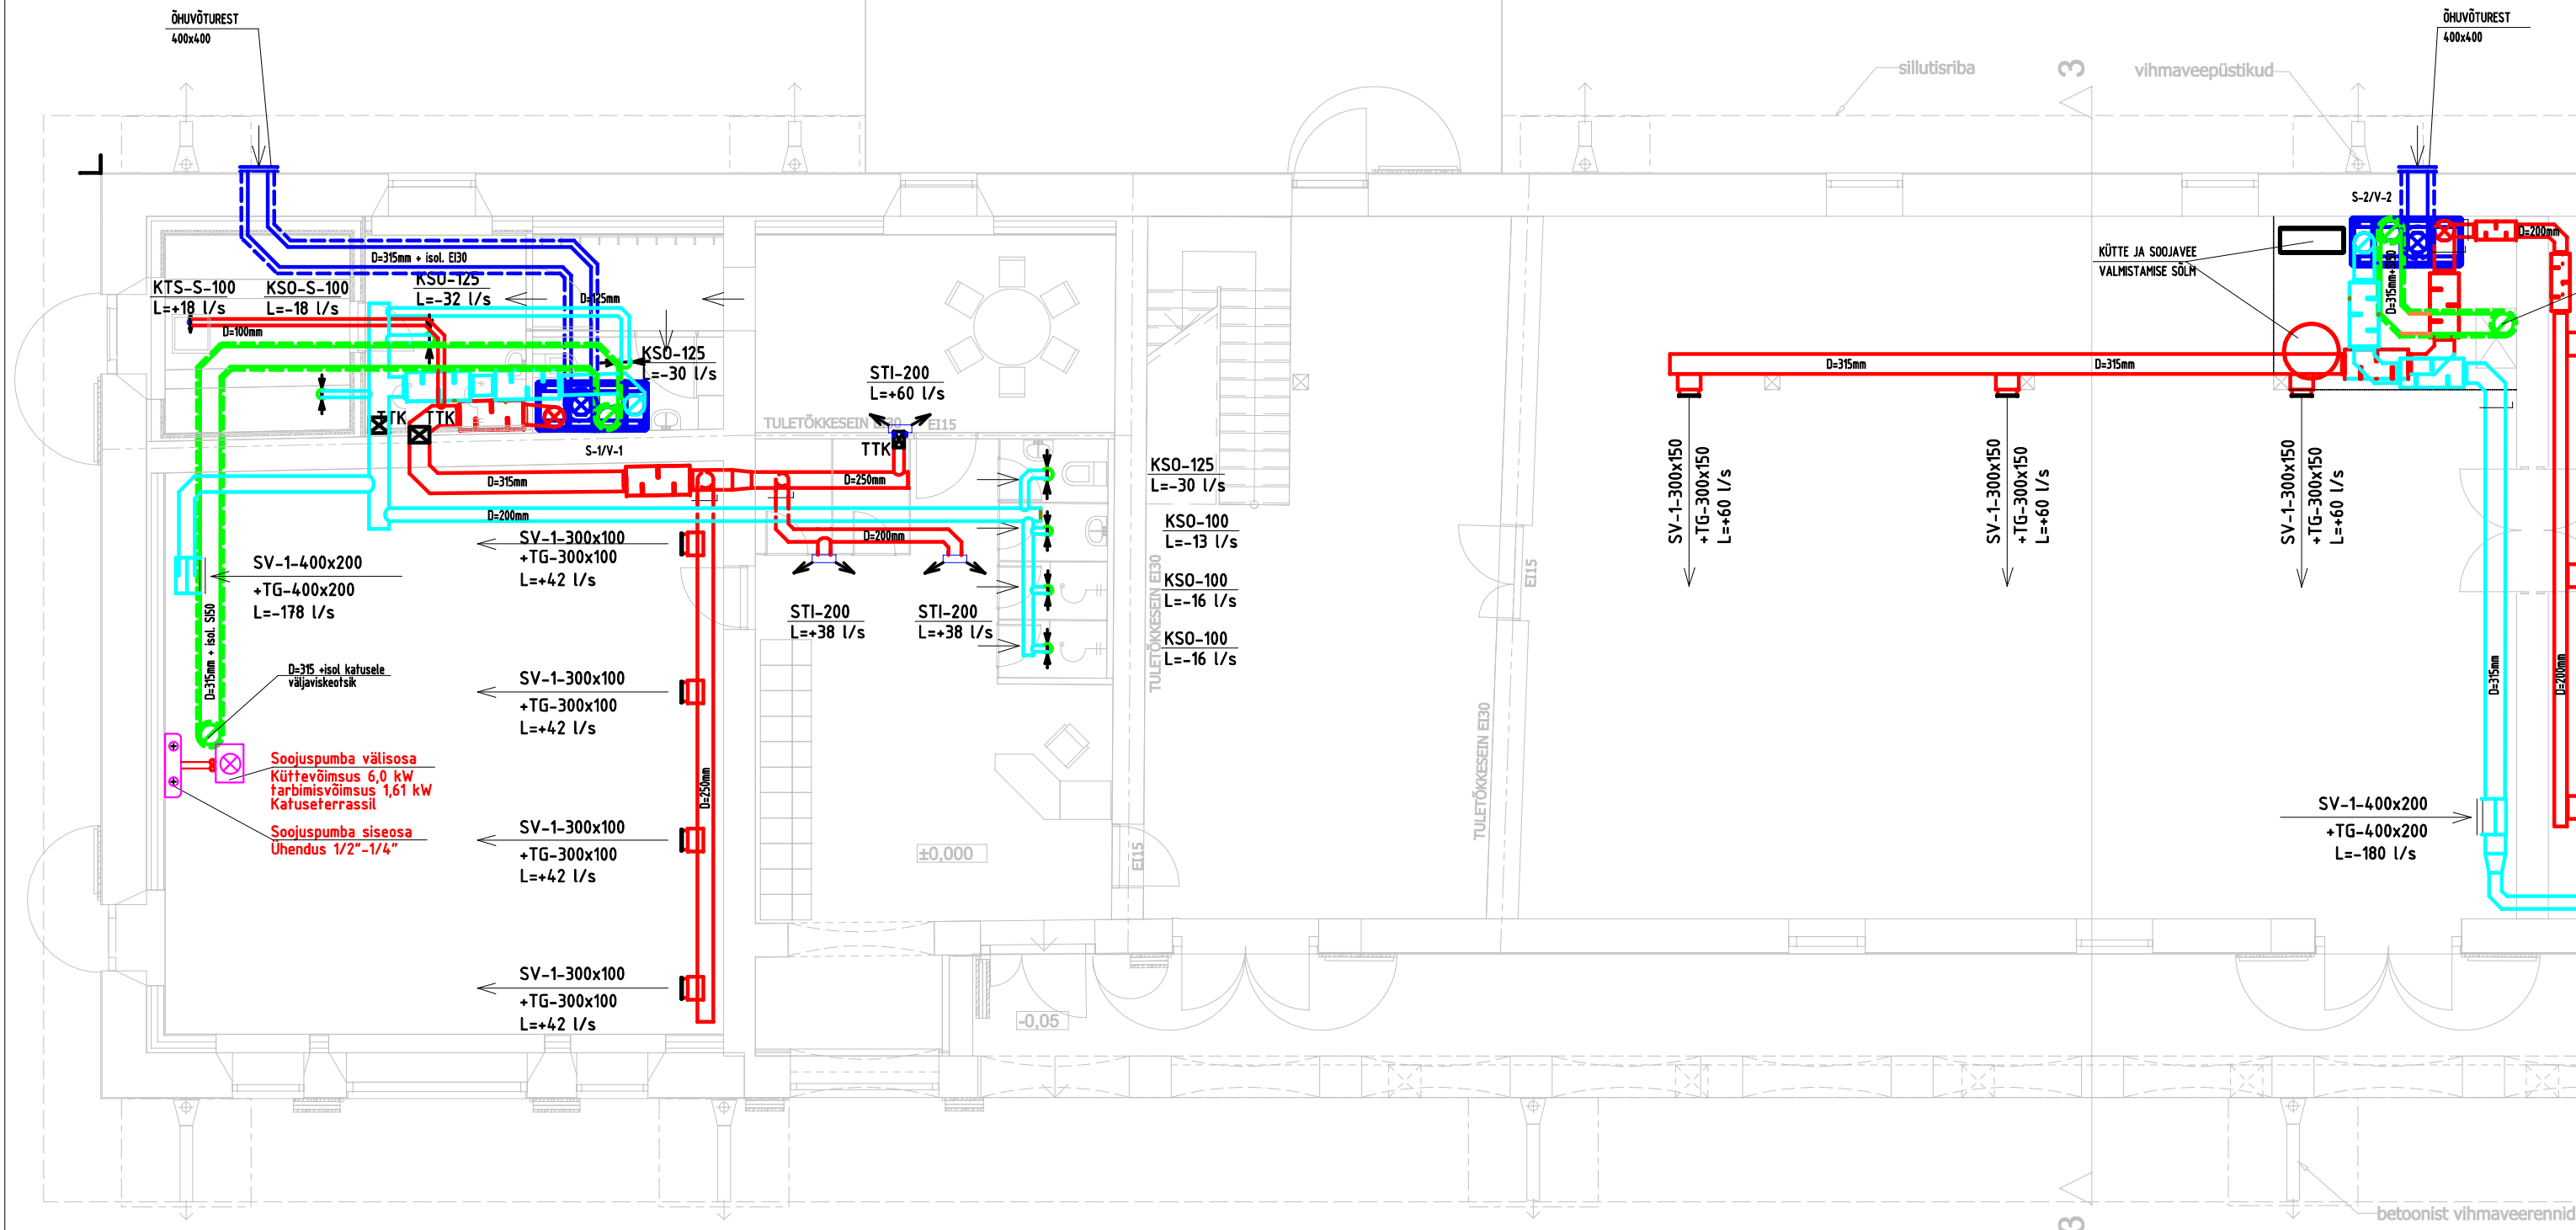 ÕHUVÕTUREST
400x400
ÕHUVÕTUREST
400x400
sillutisriba
3
vihmaveepüstikud
S-2/V-2
D=315mm + isol. EI30
KÜTTE JA SOOJAVEE
VALMISTAMISE SÕLM
D=200mm
KTS-S-100
L=+18 l/s
KSO-S-100
L=-18 l/s
KSO-125
L=-32 l/s
D=125mm
D=100mm
KSO-125
L=-30 l/s
D=315mm
D=315mm
STI-200
L=+60 l/s
TTK
TTK
TULETÕKKESEIN EI30
EI15
TTK
S-1/V-1
D=315mm
D=250mm
KSO-125
L=-30 l/s
D=200mm
KSO-100
L=-13 l/s
D=200mm
SV-1-300x100
+TG-300x100
L=+42 l/s
SV-1-300x150
+TG-300x150
L=+60 l/s
SV-1-300x150
+TG-300x150
L=+60 l/s
SV-1-300x150
+TG-300x150
L=+60 l/s
SV-1-400x200
+TG-400x200
L=-178 l/s
KSO-100
L=-16 l/s
STI-200
L=+38 l/s
STI-200
L=+38 l/s
KSO-100
L=-16 l/s
TULETÕKKESEIN EI30
EI15
D=315mm + isol. SI50
D=315 +isol katusele
väljaviskeotsik
SV-1-300x100
+TG-300x100
L=+42 l/s
D=315mm
D=200mm
TULETÕKKESEIN EI30
Soojuspumba välisosa
Küttevõimsus 6,0 kW
tarbimisvõimsus 1,61 kW
Katuseterrassil
D=250mm
Soojuspumba siseosa
Ühendus 1/2"-1/4"
SV-1-300x100
+TG-300x100
L=+42 l/s
±0,000
EI15
SV-1-400x200
+TG-400x200
L=-180 l/s
SV-1-300x100
+TG-300x100
L=+42 l/s
-0,05
3
betoonist vihmaveerennid